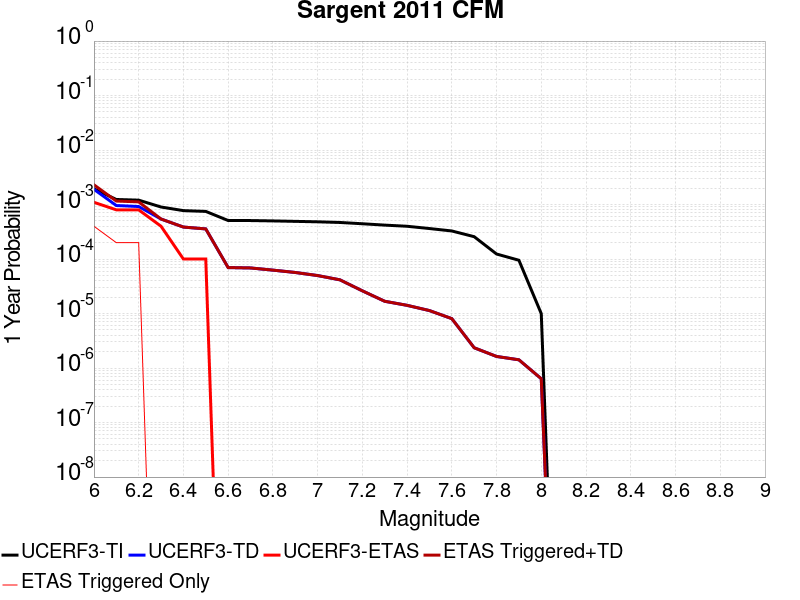 Sargent 2011 CFM
10^0
10^-1
10^-2
10^-3
10^-4
10^-5
10^-6
10^-7
10^-8
1 Year Probability
6 6.2 6.4 6.6 6.8 7 7.2 7.4 7.6 7.8 8 8.2 8.4 8.6 8.8 9
Magnitude
UCERF3-TI UCERF3-TD UCERF3-ETAS ETAS Triggered+TD
ETAS Triggered Only